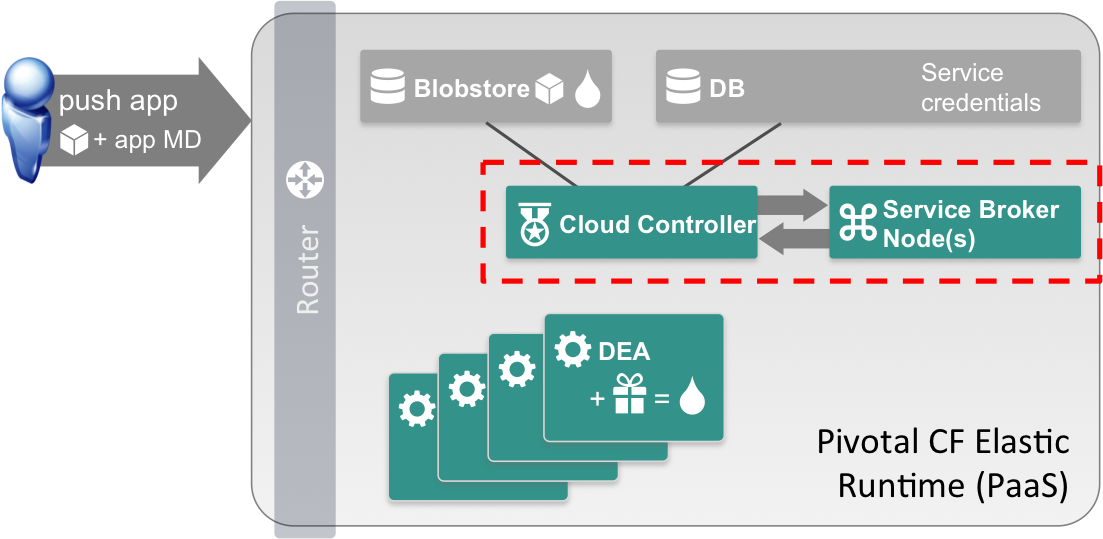 push app
+ app MD
Router
Blobstore
DB
Service
credentials
Cloud Controller
Service Broker
Node(s)
DEA
+ =
Pivotal CF Elastic
Runtime (PaaS)